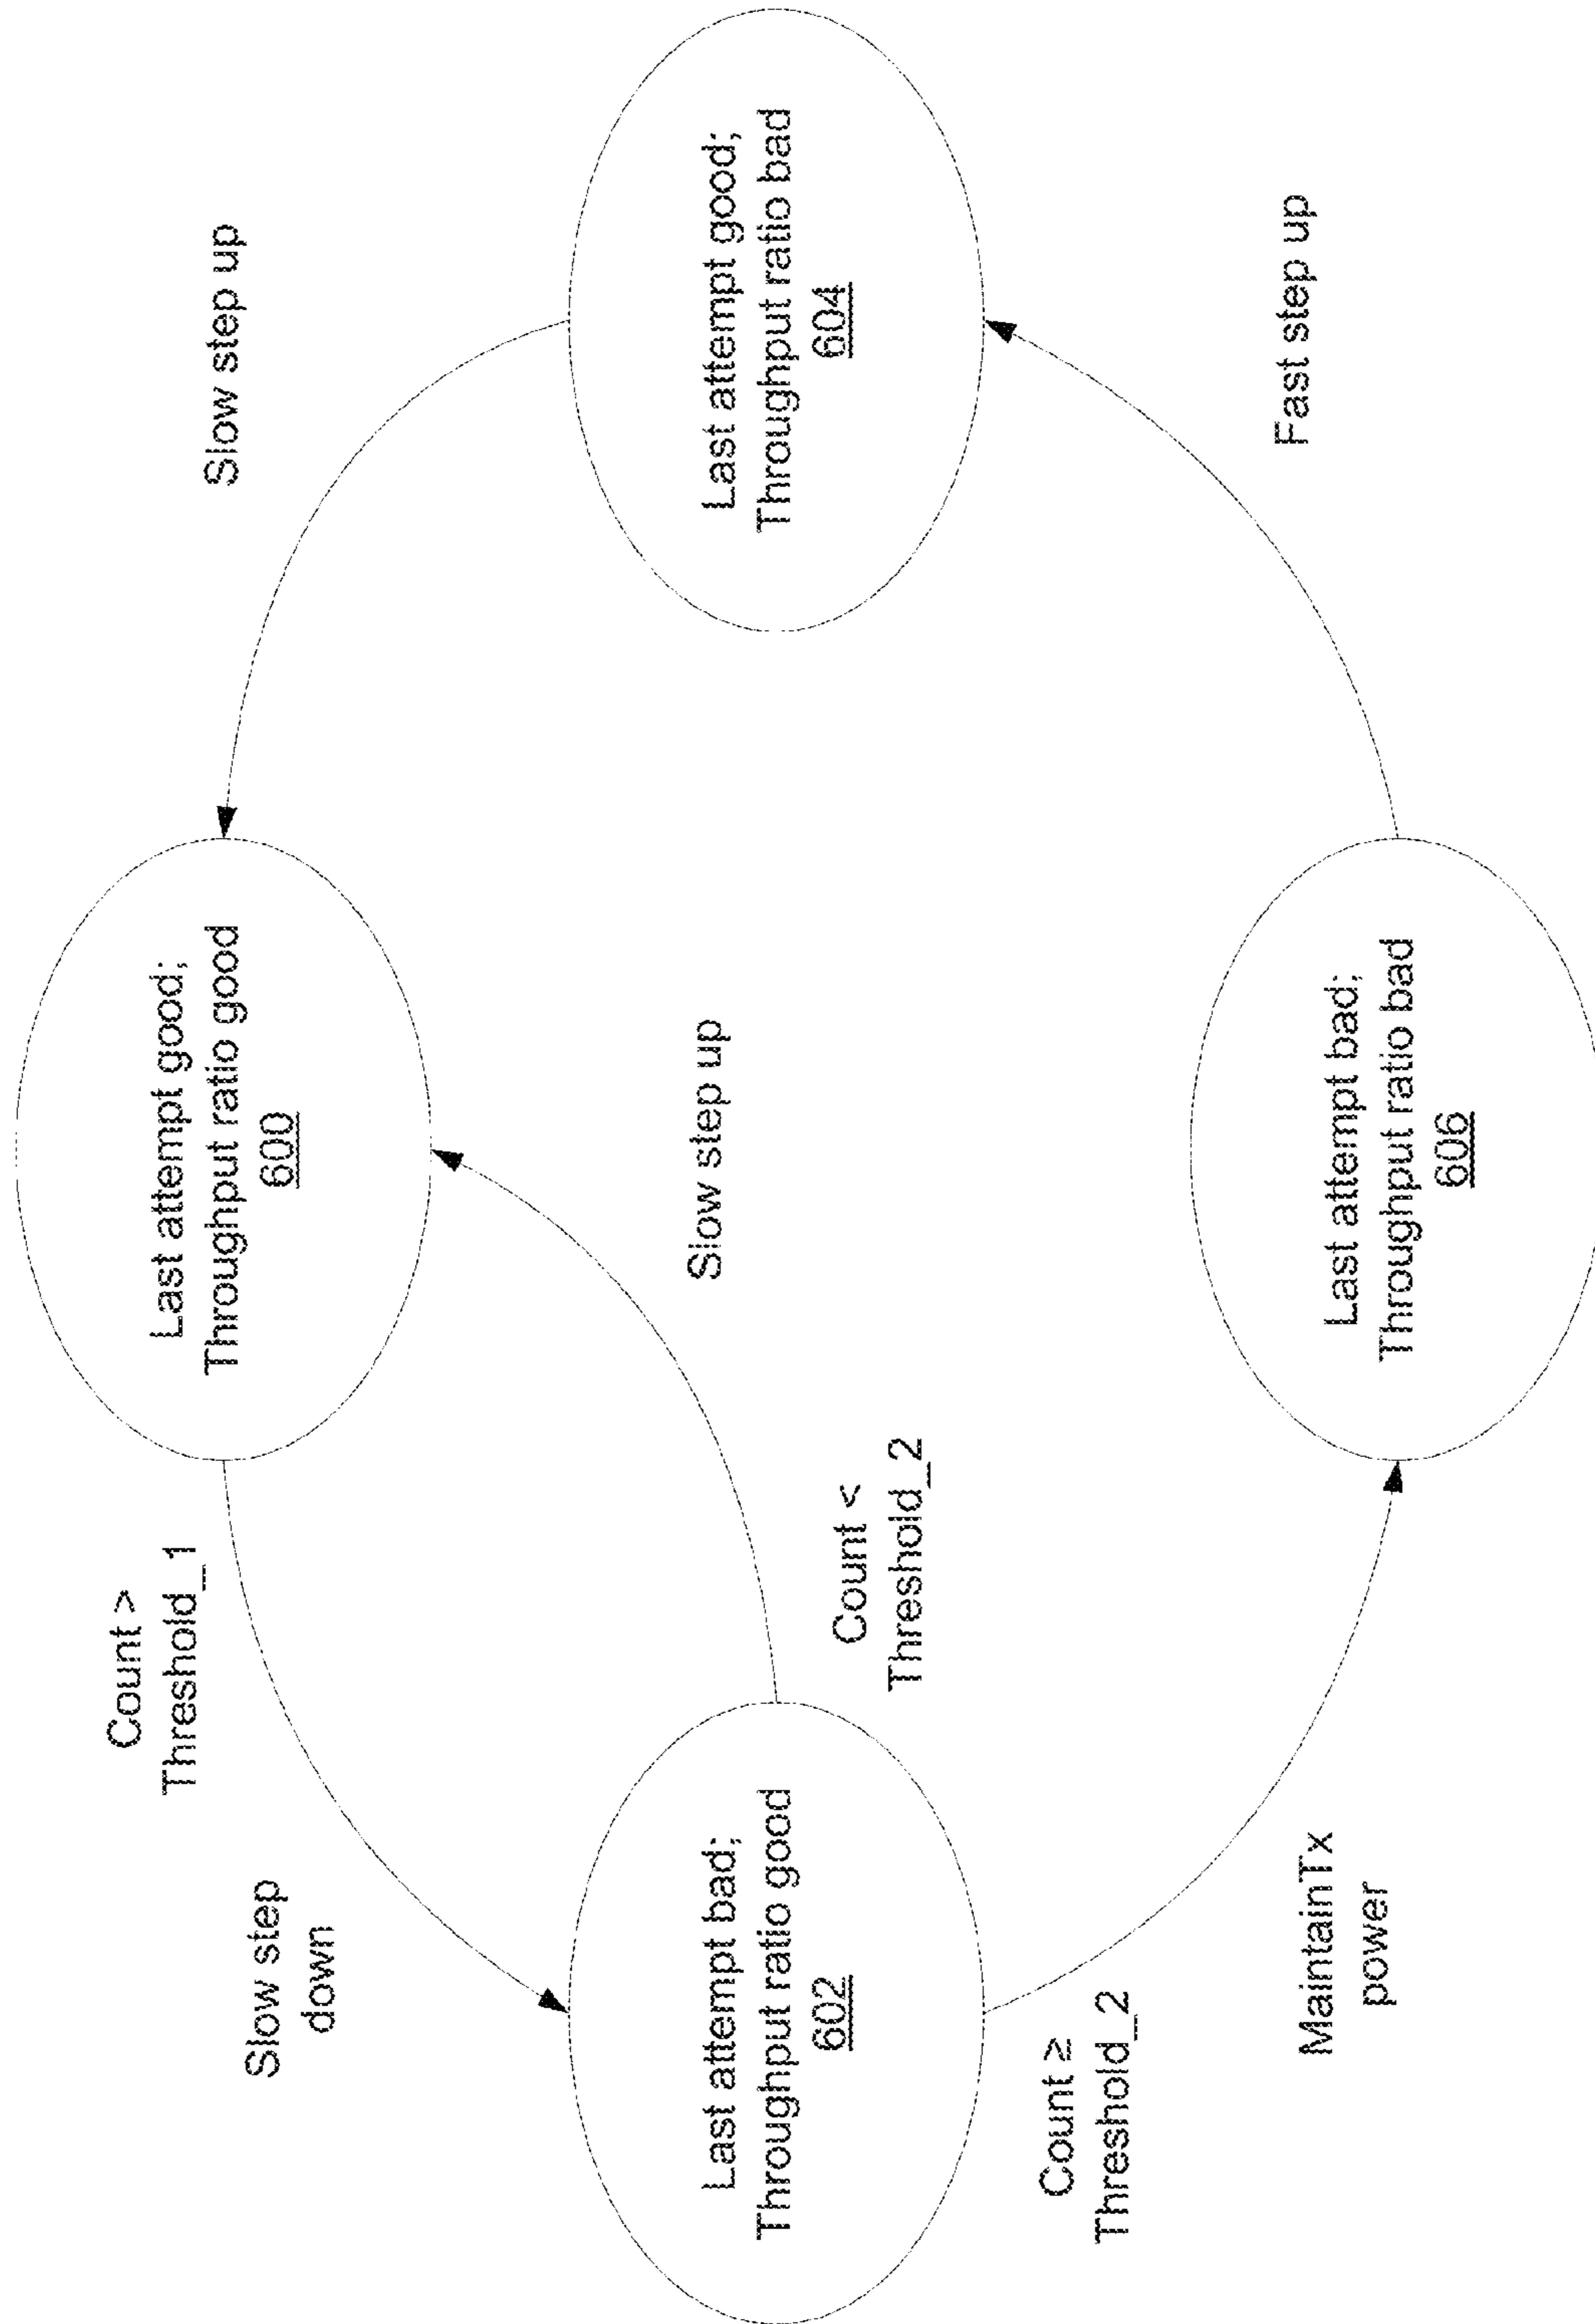 Last attempt good;
Throughput ratio good
600
Count >
Threshold_1
Slow step
down
Slow step up
Last attempt bad;
Throughput ratio good
602
Slow step up
Count <
Threshold_2
Last attempt good;
Throughput ratio bad
604
Count ≥
Threshold_2
MaintainTx
power
Last attempt bad;
Throughput ratio bad
606
Fast step up